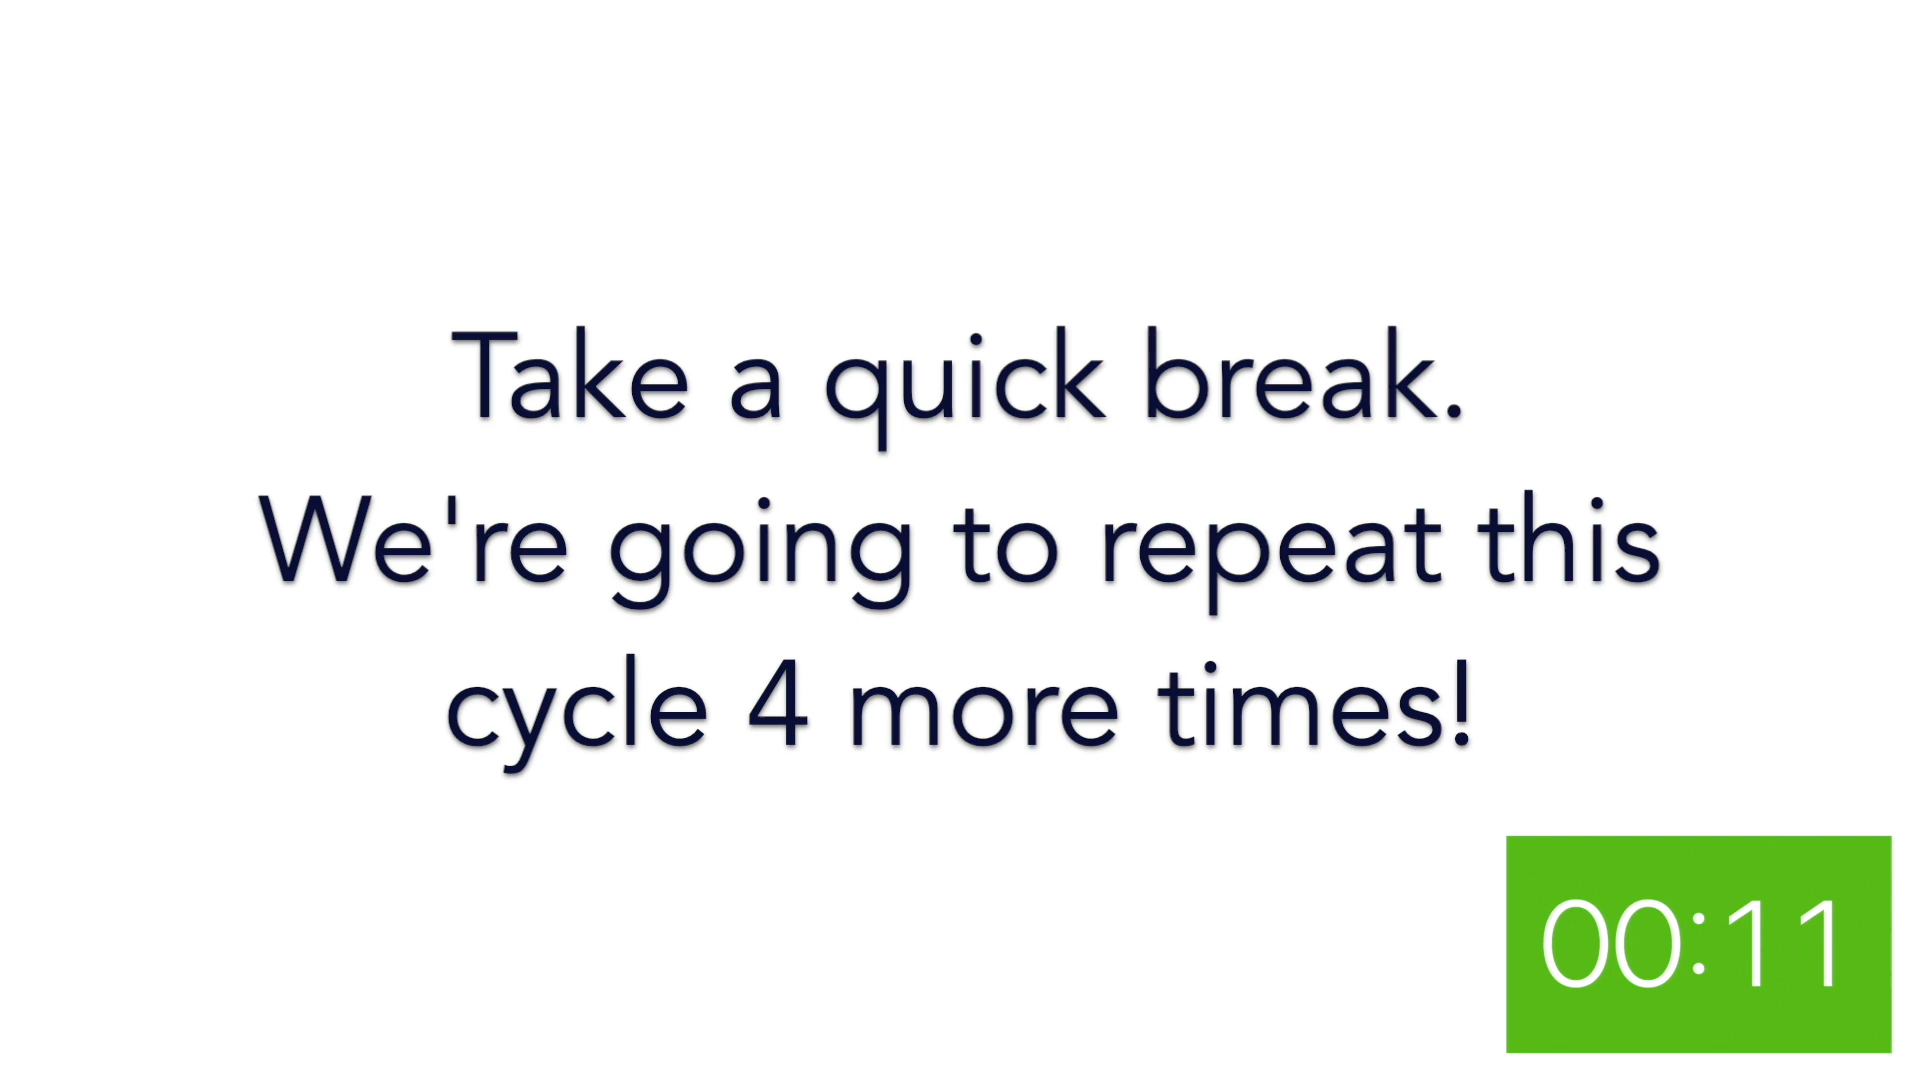 Take a quick break.
We're going to repeat this
cycle 4 more times!
00:11